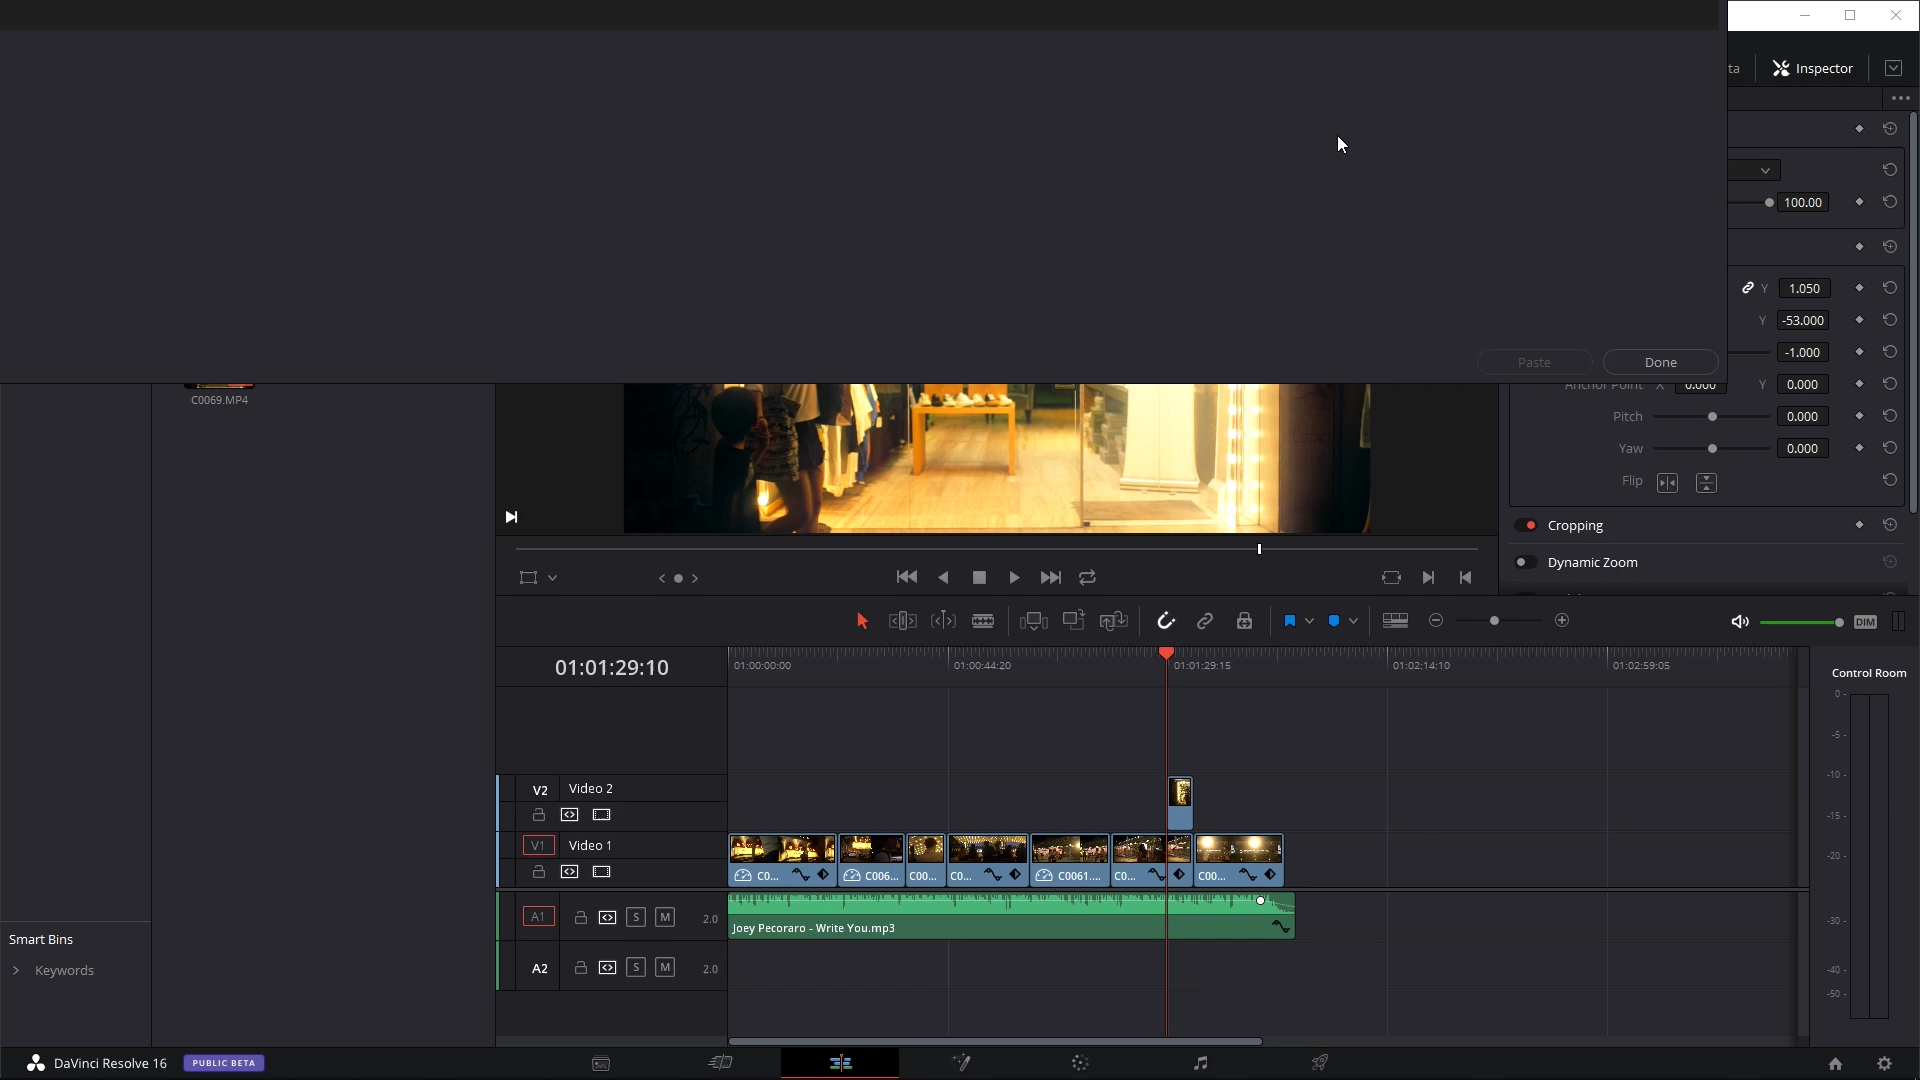 ta
Inspector
100.00
Y 1.050
Y -53.000
-1.000
Paste
Done
Anchor Point X 0.000 Y 0.000
Pitch 0.000
Yaw 0.000
Flip
Cropping
Dynamic Zoom
C0069.MP4
DIM
01:01:29:10
01:00:00:00
01:00:44:20
01:01:29:15
01:02:14:10
01:02:59:05
Control Room
0
-5
-10
-15
-20
-30
-40
-50
V2 Video 2
V1 Video 1
C0...
C006...
C00...
C0...
C0061....
C0...
C00...
A1 S M 2.0
Joey Pecoraro - Write You.mp3
A2 S M 2.0
Smart Bins
Keywords
DaVinci Resolve 16 PUBLIC BETA